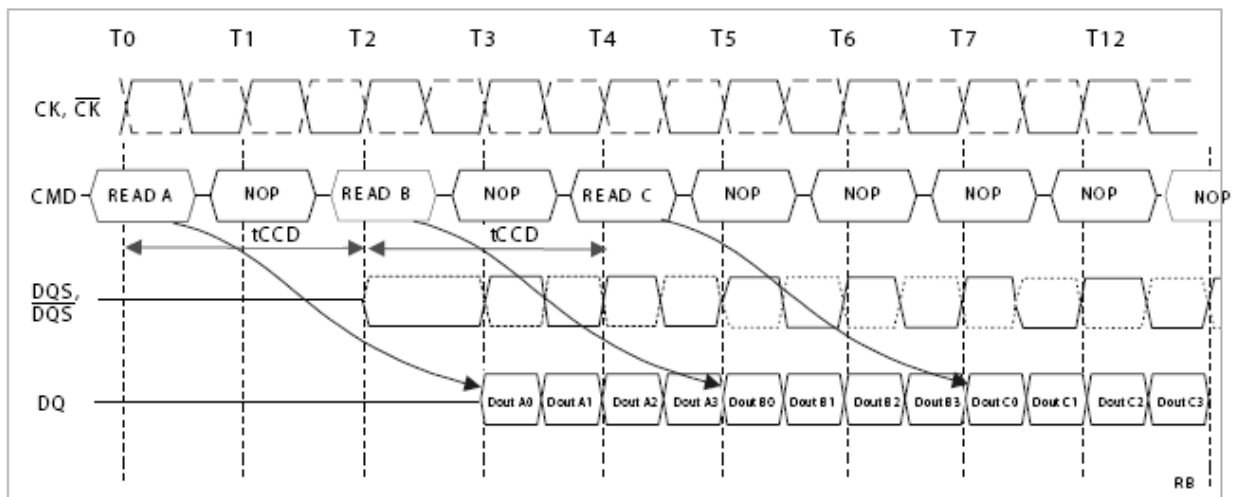 T0 T1 T2 T3 T4 T5 T6 T7 T12
CK, CK
CMD READ A NOP READ B NOP READ C NOP NOP NOP NOP NOP
tCCD tCCD
DQS,
DQS
DQ Dout A0 Dout A1 Dout A2 Dout A3 Dout B0 Dout B1 Dout B2 Dout B3 Dout C0 Dout C1 Dout C2 Dout C3
RB